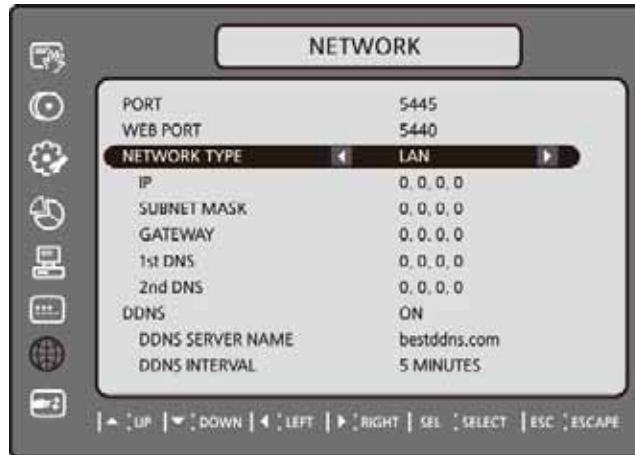 NETWORK
PORT 5445
WEB PORT 5440
NETWORK TYPE LAN
IP 0. 0. 0. 0
SUBNET MASK 0. 0. 0. 0
GATEWAY 0. 0. 0. 0
1st DNS 0. 0. 0. 0
2nd DNS 0. 0. 0. 0
DDNS ON
DDNS SERVER NAME bestddns.com
DDNS INTERVAL 5 MINUTES
▲ : UP | ▼ : DOWN | ◀ : LEFT | ▶ : RIGHT | SEL : SELECT | ESC : ESCAPE